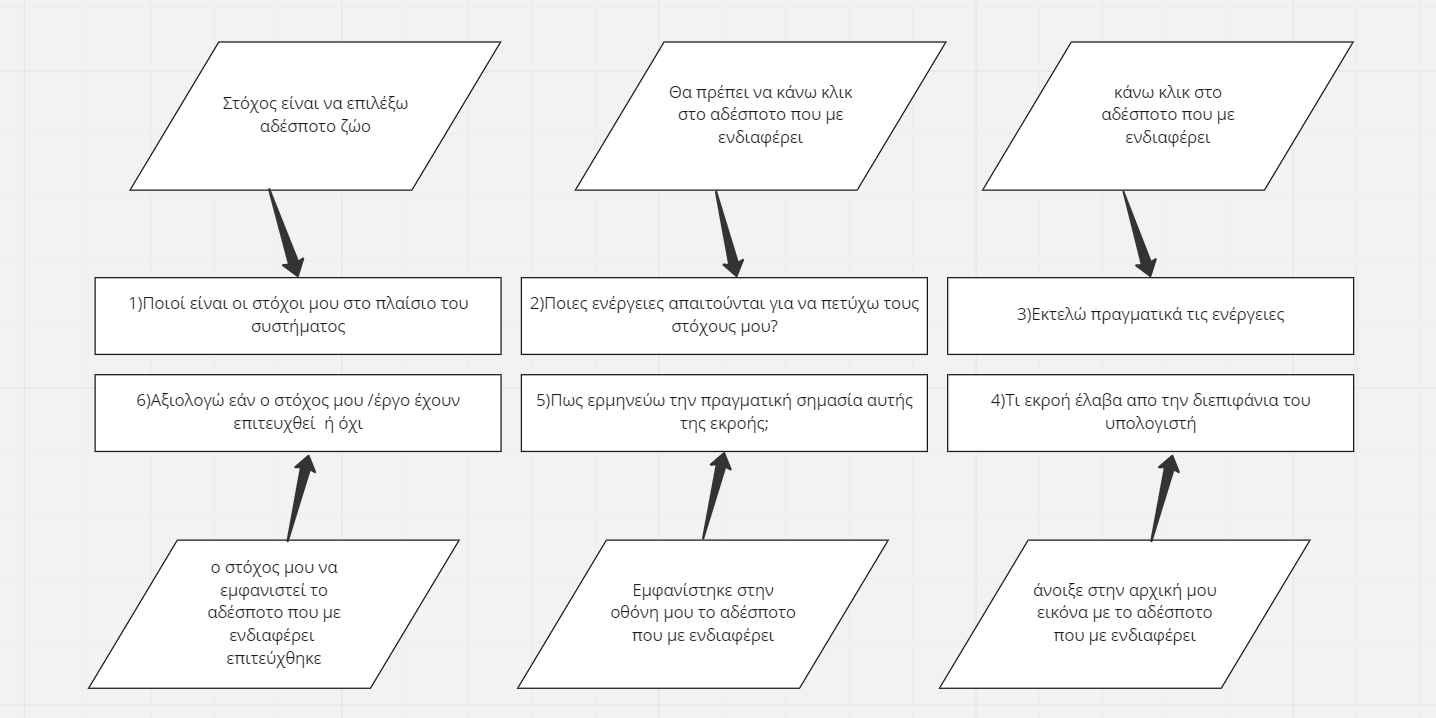 Στόχος είναι να επιλέξω
αδέσποτο ζώο
Θα πρέπει να κάνω κλικ
στο αδέσποτο που με
ενδιαφέρει
κάνω κλικ στο
αδέσποτο που με
ενδιαφέρει
1)Ποιοί είναι οι στόχοι μου στο πλαίσιο του
συστήματος
2)Ποιες ενέργειες απαιτούνται για να πετύχω τους
στόχους μου?
3)Εκτελώ πραγματικά τις ενέργειες
6)Αξιολογώ εάν ο στόχος μου /έργο έχουν
επιτευχθεί ή όχι
5)Πως ερμηνεύω την πραγματική σημασία αυτής
της εκροής;
4)Τι εκροή έλαβα απο την διεπιφάνια του
υπολογιστή
ο στόχος μου να
εμφανιστεί το
αδέσποτο που με
ενδιαφέρει
επιτεύχθηκε
Εμφανίστηκε στην
οθόνη μου το αδέσποτο
που με ενδιαφέρει
άνοιξε στην αρχική μου
εικόνα με το αδέσποτο
που με ενδιαφέρει